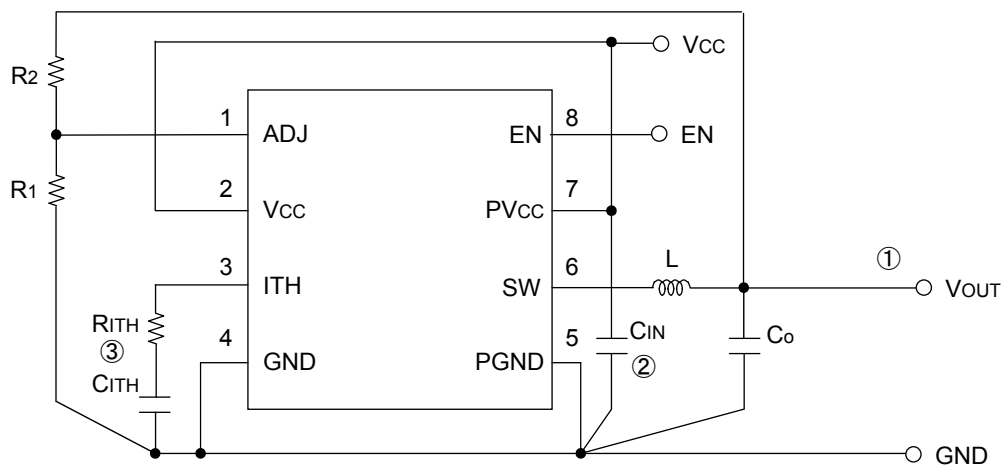 VCC
R2
1
ADJ
EN
8
EN
R1
2
VCC
7
PVCC
3
ITH
6
SW
L
①
VOUT
RITH
③
CITH
4
GND
5
PGND
CIN
②
Co
GND